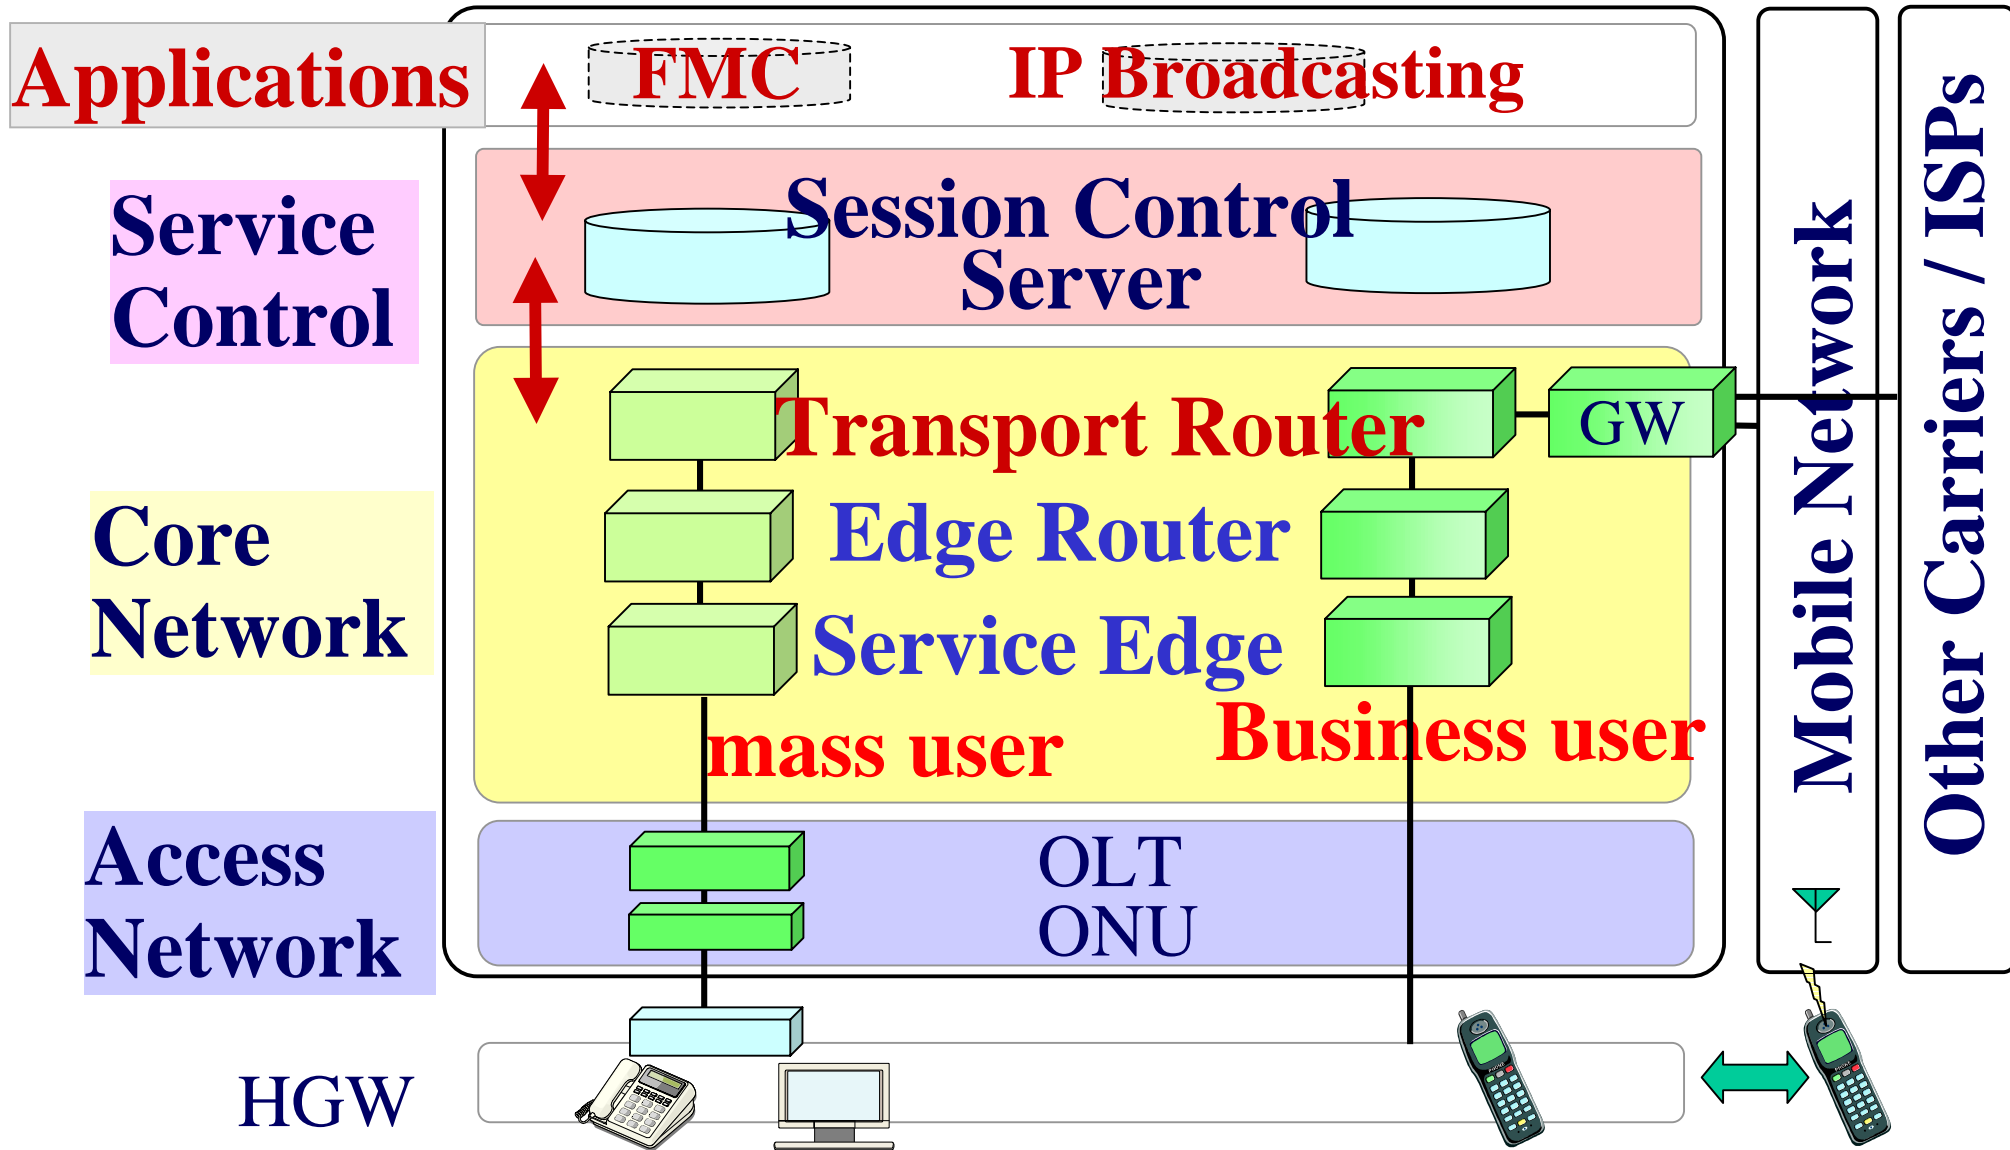 Applications
FMC
IP Broadcasting
Service
Control
Session Control
Server
Core
Network
Transport Router
GW
Edge Router
Service Edge
mass user
Business user
Access
Network
OLT
ONU
HGW
Mobile Network
Other Carriers / ISPs